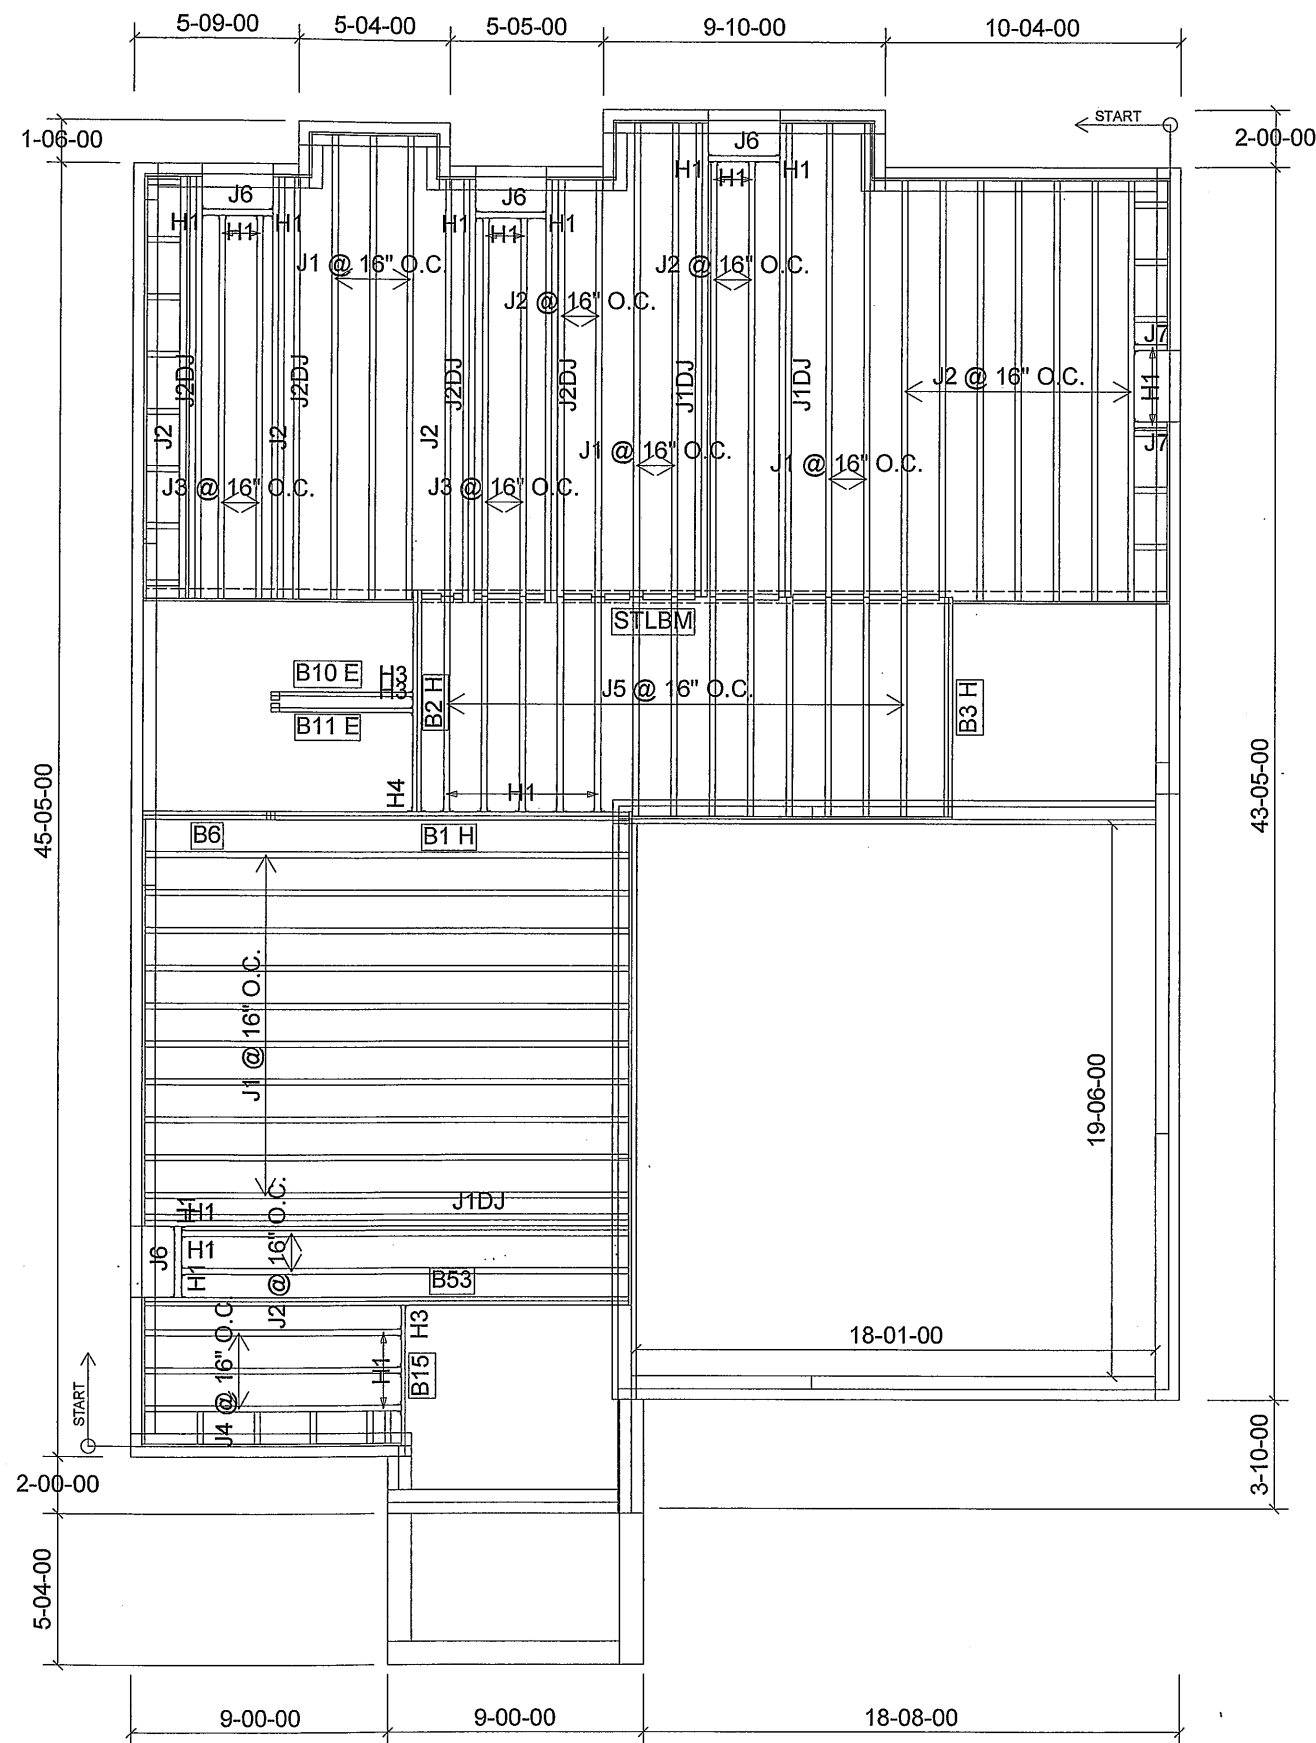 5-09-00
5-04-00
5-05-00
9-10-00
10-04-00
START
1-06-00
2-00-00
J6
H1
H1
H1
J6
H1
H1
H1
J6
H1
H1
H1
J1 @ 16" O.C.
J2 @ 16" O.C.
J2 @ 16" O.C.
J7
H1
J7
J2DJ
J2DJ
J2DJ
J2DJ
J1DJ
J1DJ
J2 @ 16" O.C.
J2
J2
J2
J1 @ 16" O.C.
J1 @ 16" O.C.
J3 @ 16" O.C.
J3 @ 16" O.C.
STLBM
B10 E
H3
H3
B11 E
B2 H
J5 @ 16" O.C.
B3 H
H4
H1
45-05-00
43-05-00
B6
B1 H
J1 @ 16" O.C.
19-06-00
J1DJ
H1
H1
J6
H1
H1
J2 @ 16" O.C.
B53
18-01-00
H3
J4 @ 16" O.C.
H1
B15
START
2-00-00
3-10-00
5-04-00
9-00-00
9-00-00
18-08-00